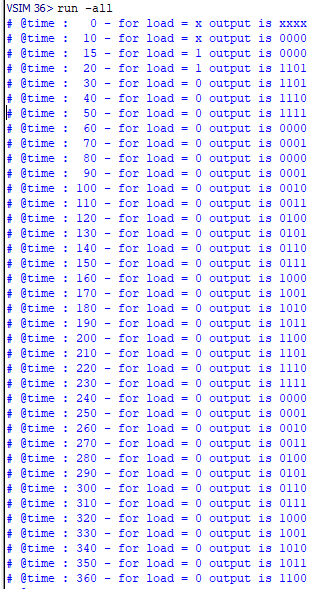 VSIM 36> run -all
# @time :   0 - for load = x output is xxxx
# @time :  10 - for load = x output is 0000
# @time :  15 - for load = 1 output is 0000
# @time :  20 - for load = 1 output is 1101
# @time :  30 - for load = 0 output is 1101
# @time :  40 - for load = 0 output is 1110
# @time :  50 - for load = 0 output is 1111
# @time :  60 - for load = 0 output is 0000
# @time :  70 - for load = 0 output is 0001
# @time :  80 - for load = 0 output is 0000
# @time :  90 - for load = 0 output is 0001
# @time : 100 - for load = 0 output is 0010
# @time : 110 - for load = 0 output is 0011
# @time : 120 - for load = 0 output is 0100
# @time : 130 - for load = 0 output is 0101
# @time : 140 - for load = 0 output is 0110
# @time : 150 - for load = 0 output is 0111
# @time : 160 - for load = 0 output is 1000
# @time : 170 - for load = 0 output is 1001
# @time : 180 - for load = 0 output is 1010
# @time : 190 - for load = 0 output is 1011
# @time : 200 - for load = 0 output is 1100
# @time : 210 - for load = 0 output is 1101
# @time : 220 - for load = 0 output is 1110
# @time : 230 - for load = 0 output is 1111
# @time : 240 - for load = 0 output is 0000
# @time : 250 - for load = 0 output is 0001
# @time : 260 - for load = 0 output is 0010
# @time : 270 - for load = 0 output is 0011
# @time : 280 - for load = 0 output is 0100
# @time : 290 - for load = 0 output is 0101
# @time : 300 - for load = 0 output is 0110
# @time : 310 - for load = 0 output is 0111
# @time : 320 - for load = 0 output is 1000
# @time : 330 - for load = 0 output is 1001
# @time : 340 - for load = 0 output is 1010
# @time : 350 - for load = 0 output is 1011
# @time : 360 - for load = 0 output is 1100